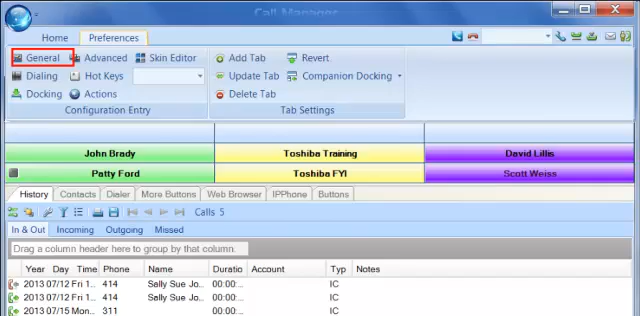 Call Manager
Home Preferences
General Advanced Skin Editor Add Tab Revert
Dialing Hot Keys Update Tab Companion Docking
Docking Actions Delete Tab
Configuration Entry Tab Settings
John Brady Toshiba Training David Lillis
Patty Ford Toshiba FYI Scott Weiss
History Contacts Dialer More Buttons Web Browser IPPhone Buttons
Calls 5
In & Out Incoming Outgoing Missed
Drag a column header here to group by that column.
Year Day Time Phone Name Duratio Account Typ Notes
2013 07/12 Fri 1... 414 Sally Sue Jo... 00:00:... IC
2013 07/12 Fri 1... 414 Sally Sue Jo... 00:00:... IC
2013 07/15 Mon... 311 00:00:... IC